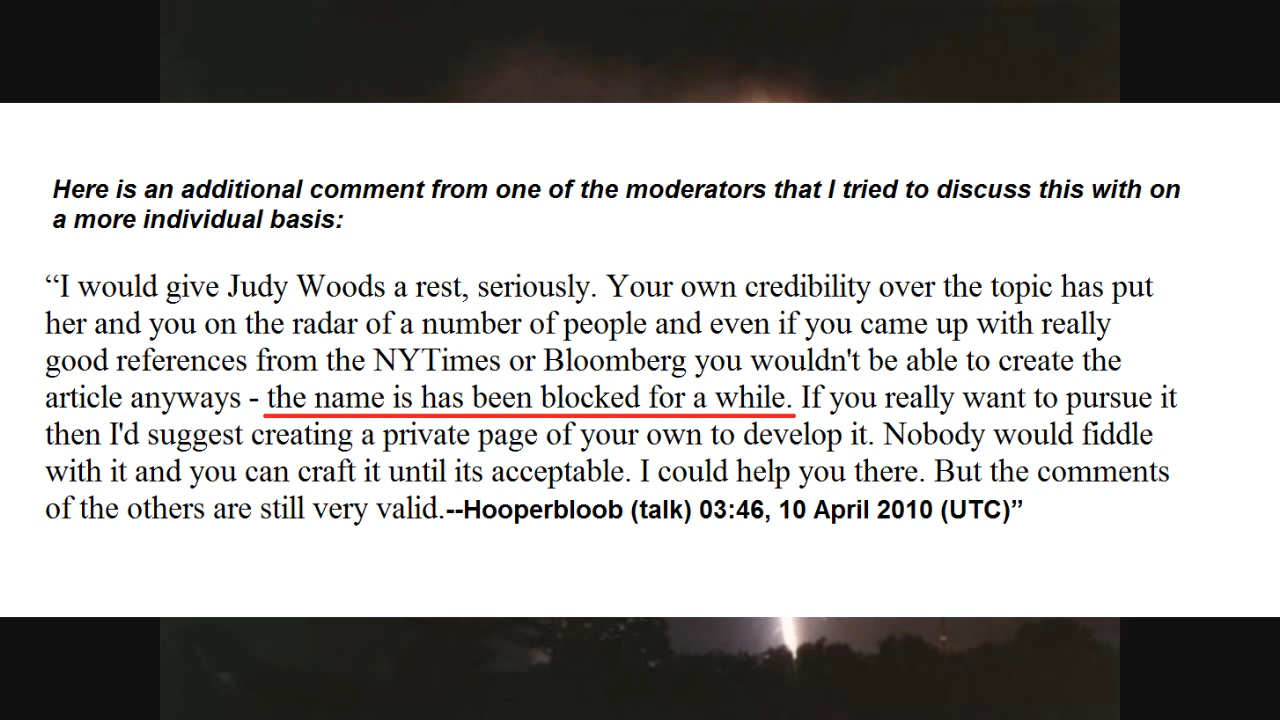 Here is an additional comment from one of the moderators that I tried to discuss this with on
a more individual basis:
“I would give Judy Woods a rest, seriously. Your own credibility over the topic has put
her and you on the radar of a number of people and even if you came up with really
good references from the NYTimes or Bloomberg you wouldn't be able to create the
article anyways - the name is has been blocked for a while. If you really want to pursue it
then I'd suggest creating a private page of your own to develop it. Nobody would fiddle
with it and you can craft it until its acceptable. I could help you there. But the comments
of the others are still very valid.--Hooperbloob (talk) 03:46, 10 April 2010 (UTC)”